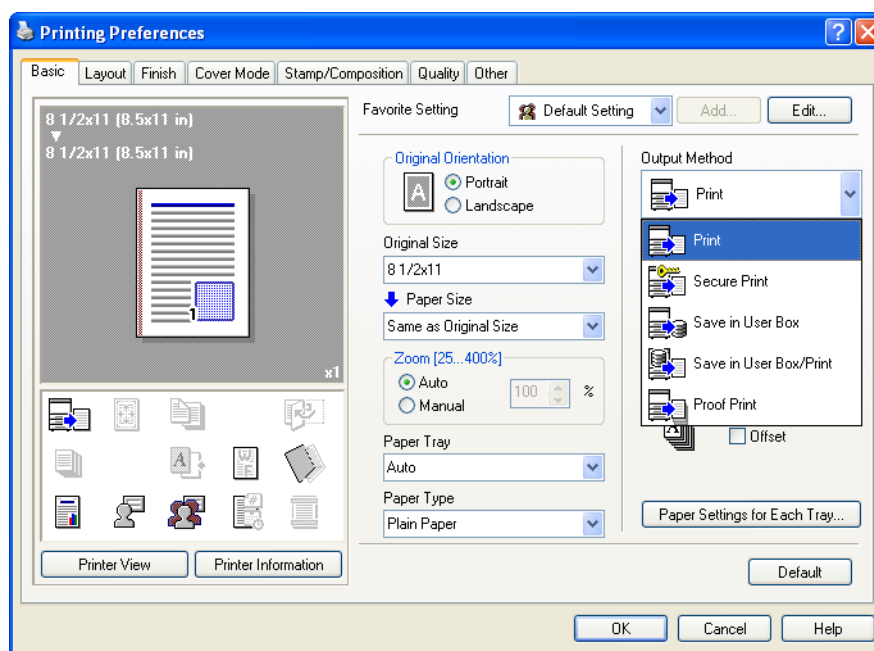 Printing Preferences
Basic
Layout
Finish
Cover Mode
Stamp/Composition
Quality
Other
8 1/2x11 (8.5x11 in)
8 1/2x11 (8.5x11 in)
1
x1
Printer View
Printer Information
Favorite Setting
Default Setting
Add...
Edit...
Original Orientation
A
Portrait
Landscape
Original Size
8 1/2x11
Paper Size
Same as Original Size
Zoom [25...400%]
Auto
Manual
100
%
Paper Tray
Auto
Paper Type
Plain Paper
Output Method
Print
Print
Secure Print
Save in User Box
Save in User Box/Print
Proof Print
Offset
Paper Settings for Each Tray...
Default
OK
Cancel
Help